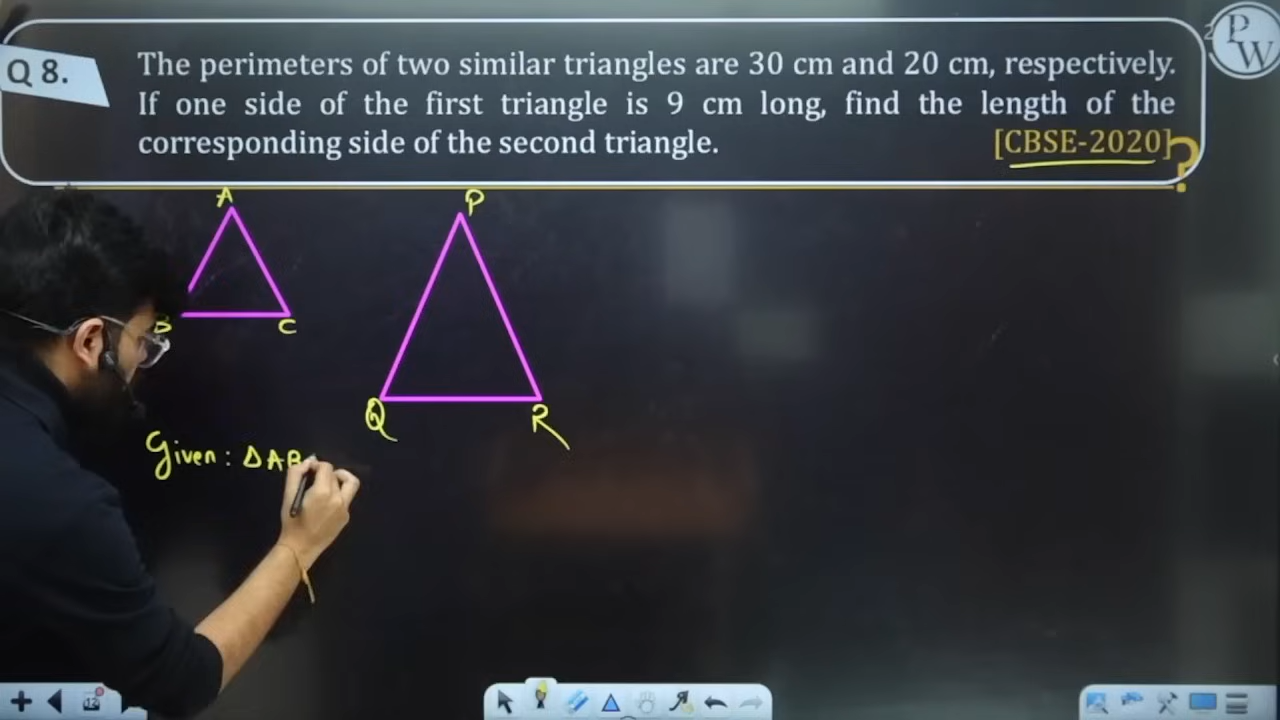 Q 8.
The perimeters of two similar triangles are 30 cm and 20 cm, respectively.
If one side of the first triangle is 9 cm long, find the length of the
corresponding side of the second triangle. [CBSE-2020]
?
P
W
A
P
B
C
Q
R
Given : Δ AB